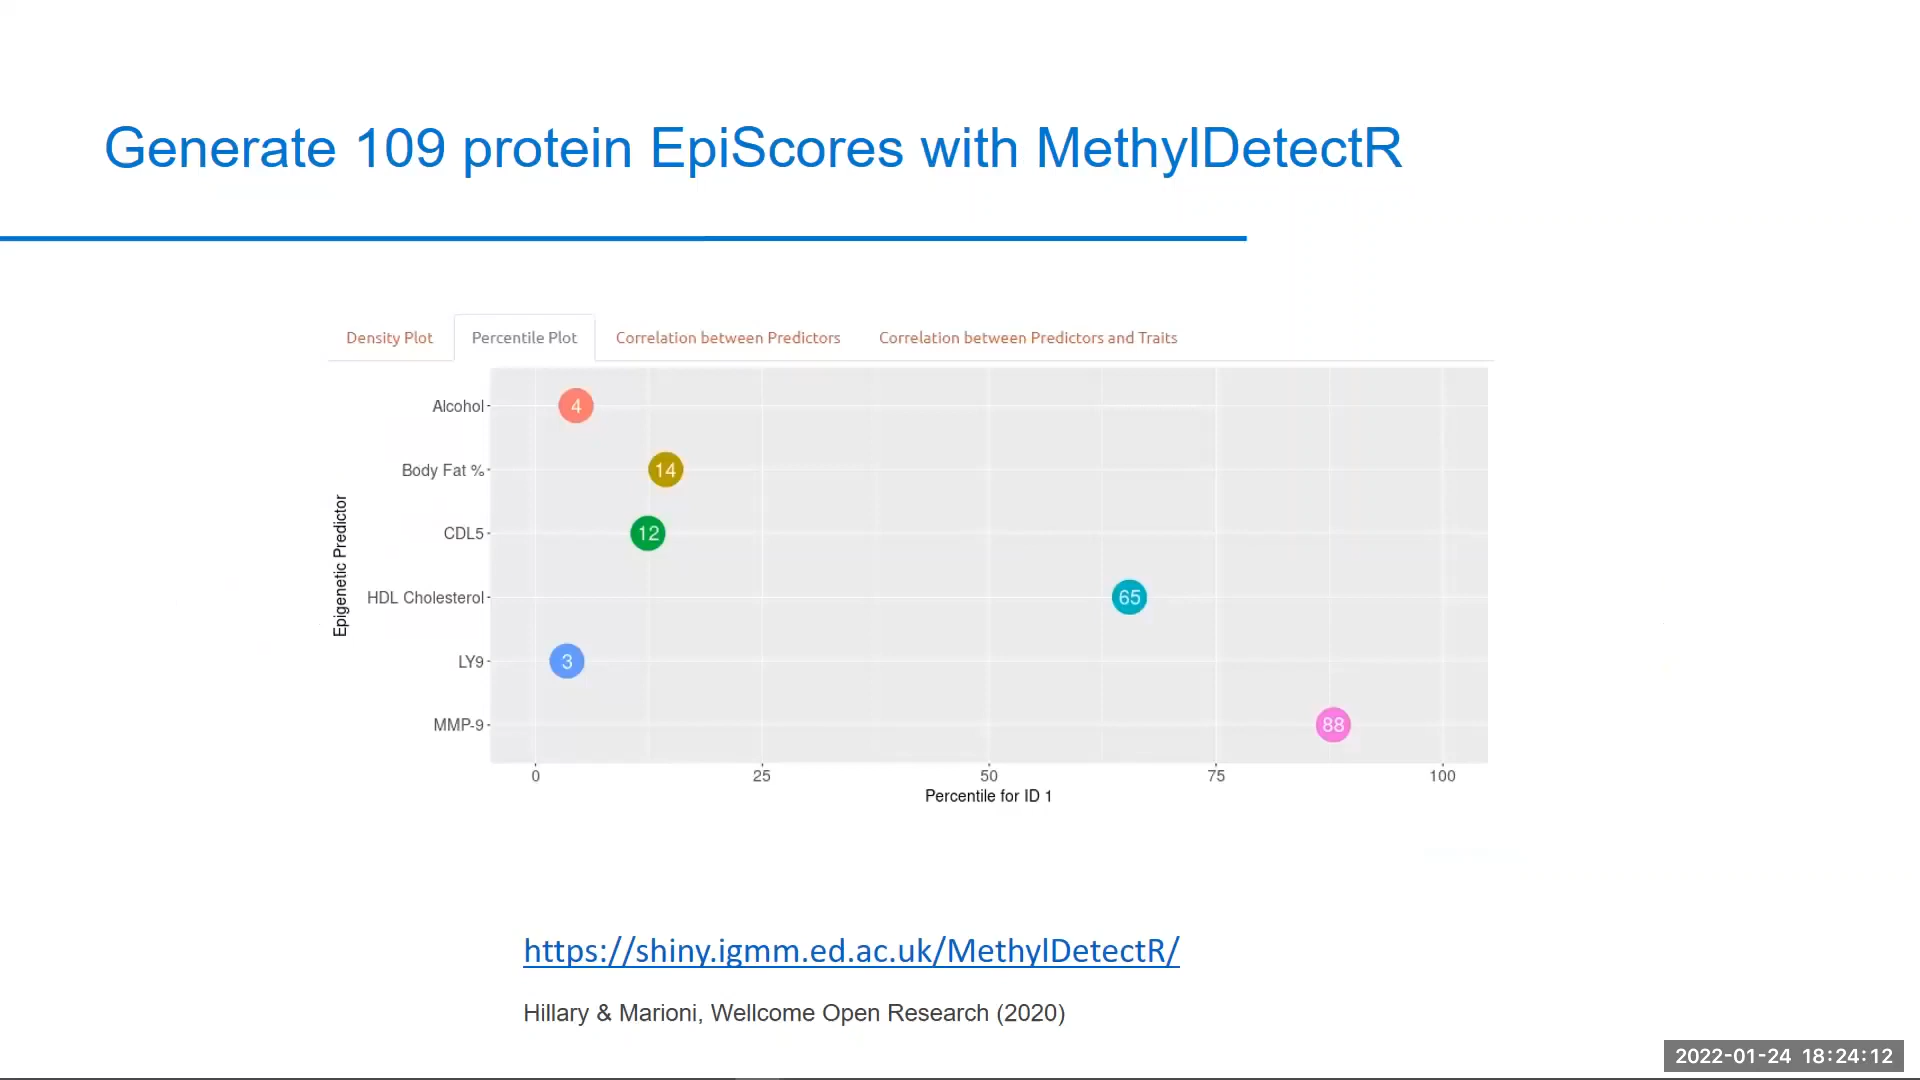 Generate 109 protein EpiScores with MethylDetectR
Density Plot Percentile Plot Correlation between Predictors Correlation between Predictors and Traits
Epigenetic Predictor
Alcohol 4
Body Fat % 14
CDL5 12
HDL Cholesterol 65
LY9 3
MMP-9 88
0 25 50 75 100
Percentile for ID 1
https://shiny.igmm.ed.ac.uk/MethylDetectR/
Hillary & Marioni, Wellcome Open Research (2020)
2022-01-24 18:24:12